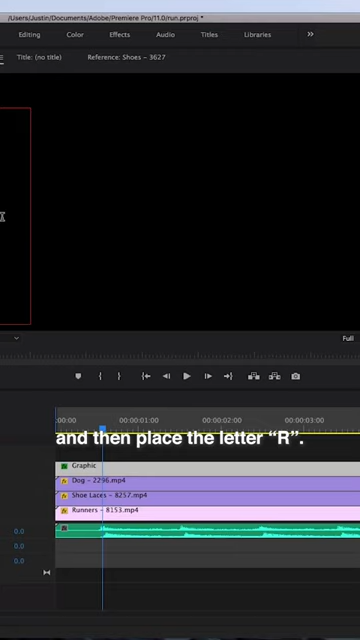 /Users/Justin/Documents/Adobe/Premiere Pro/11.0/run.prproj *
Editing Color Effects Audio Titles Libraries >>
Title: (no title) Reference: Shoes - 3627
Full
:00:00 00:00:01:00 00:00:02:00 00:00:03:00
and then place the letter “R”.
Graphic
Dog - 2296.mp4
Shoe Laces - 8257.mp4
Runners - 8153.mp4
0.0
0.0
0.0